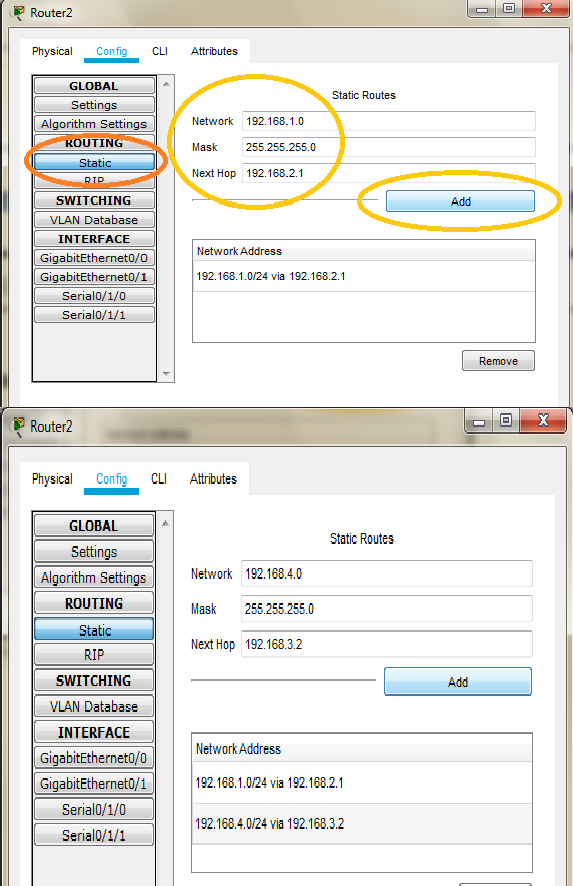 Router2
Physical Config CLI Attributes
GLOBAL
Settings
Algorithm Settings
ROUTING
Static
RIP
SWITCHING
VLAN Database
INTERFACE
GigabitEthernet0/0
GigabitEthernet0/1
Serial0/1/0
Serial0/1/1
Static Routes
Network 192.168.1.0
Mask 255.255.255.0
Next Hop 192.168.2.1
Add
Network Address
192.168.1.0/24 via 192.168.2.1
Remove
Router2
Physical Config CLI Attributes
GLOBAL
Settings
Algorithm Settings
ROUTING
Static
RIP
SWITCHING
VLAN Database
INTERFACE
GigabitEthernet0/0
GigabitEthernet0/1
Serial0/1/0
Serial0/1/1
Static Routes
Network 192.168.4.0
Mask 255.255.255.0
Next Hop 192.168.3.2
Add
Network Address
192.168.1.0/24 via 192.168.2.1
192.168.4.0/24 via 192.168.3.2